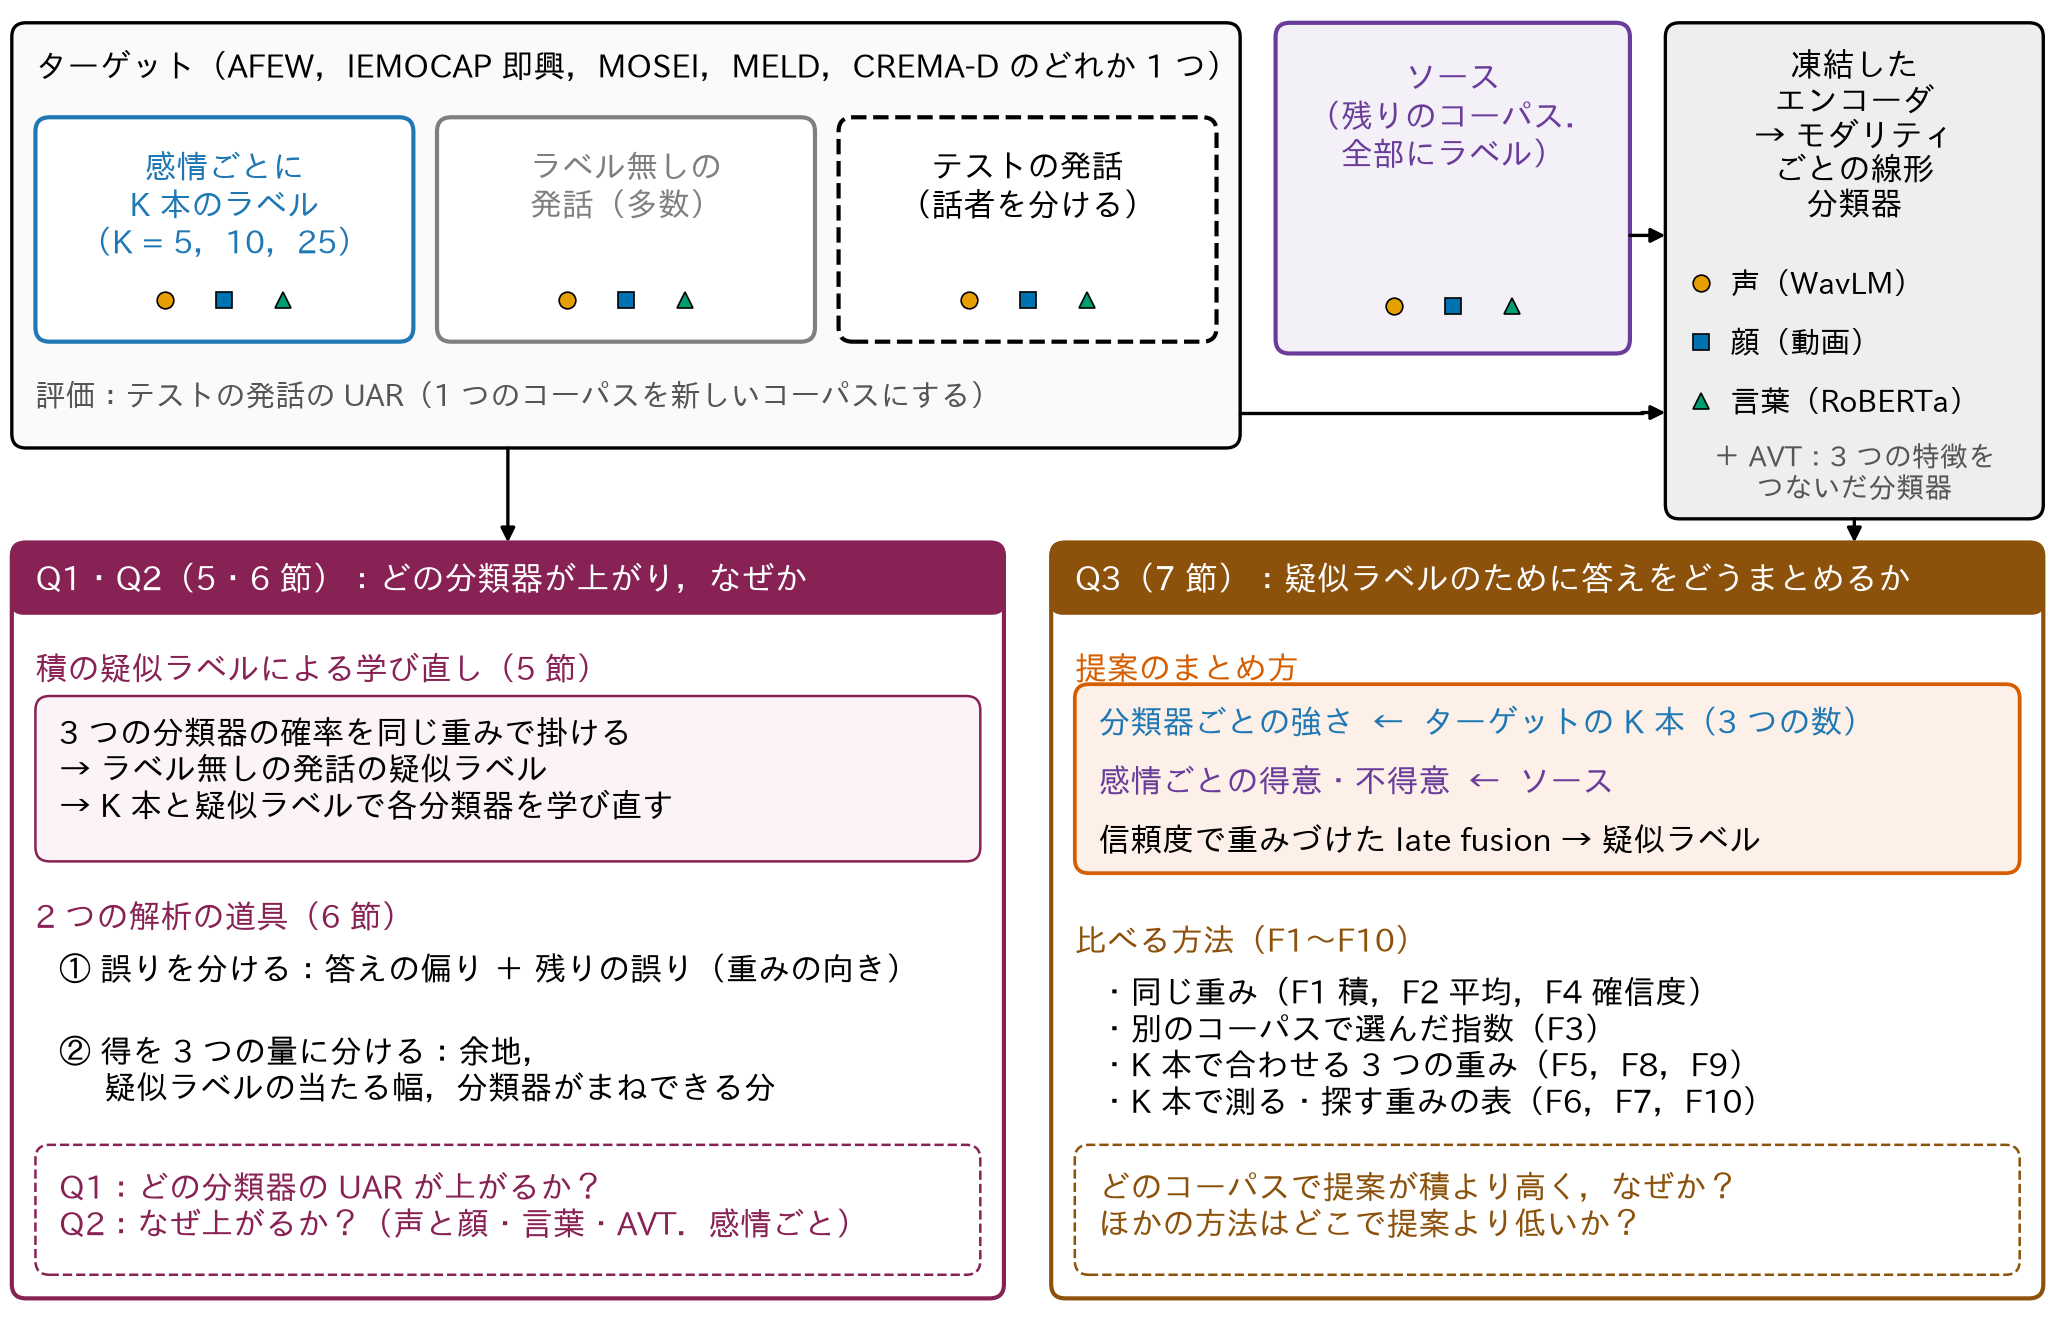 ターゲット（AFEW，IEMOCAP 即興，MOSEI，MELD，CREMA-D のどれか 1 つ）
感情ごとに
K 本のラベル
（K = 5，10，25）
ラベル無しの
発話（多数）
テストの発話
（話者を分ける）
評価：テストの発話の UAR（1 つのコーパスを新しいコーパスにする）
ソース
（残りのコーパス．
全部にラベル）
凍結した
エンコーダ
→ モダリティ
ごとの線形
分類器
声（WavLM）
顔（動画）
言葉（RoBERTa）
＋ AVT：3 つの特徴を
つないだ分類器
Q1・Q2（5・6 節）：どの分類器が上がり，なぜか
積の疑似ラベルによる学び直し（5 節）
3 つの分類器の確率を同じ重みで掛ける
→ ラベル無しの発話の疑似ラベル
→ K 本と疑似ラベルで各分類器を学び直す
2 つの解析の道具（6 節）
① 誤りを分ける：答えの偏り ＋ 残りの誤り（重みの向き）
② 得を 3 つの量に分ける：余地，
疑似ラベルの当たる幅，分類器がまねできる分
Q1：どの分類器の UAR が上がるか？
Q2：なぜ上がるか？（声と顔・言葉・AVT．感情ごと）
Q3（7 節）：疑似ラベルのために答えをどうまとめるか
提案のまとめ方
分類器ごとの強さ ← ターゲットの K 本（3 つの数）
感情ごとの得意・不得意 ← ソース
信頼度で重みづけた late fusion → 疑似ラベル
比べる方法（F1～F10）
・同じ重み（F1 積，F2 平均，F4 確信度）
・別のコーパスで選んだ指数（F3）
・K 本で合わせる 3 つの重み（F5，F8，F9）
・K 本で測る・探す重みの表（F6，F7，F10）
どのコーパスで提案が積より高く，なぜか？
ほかの方法はどこで提案より低いか？